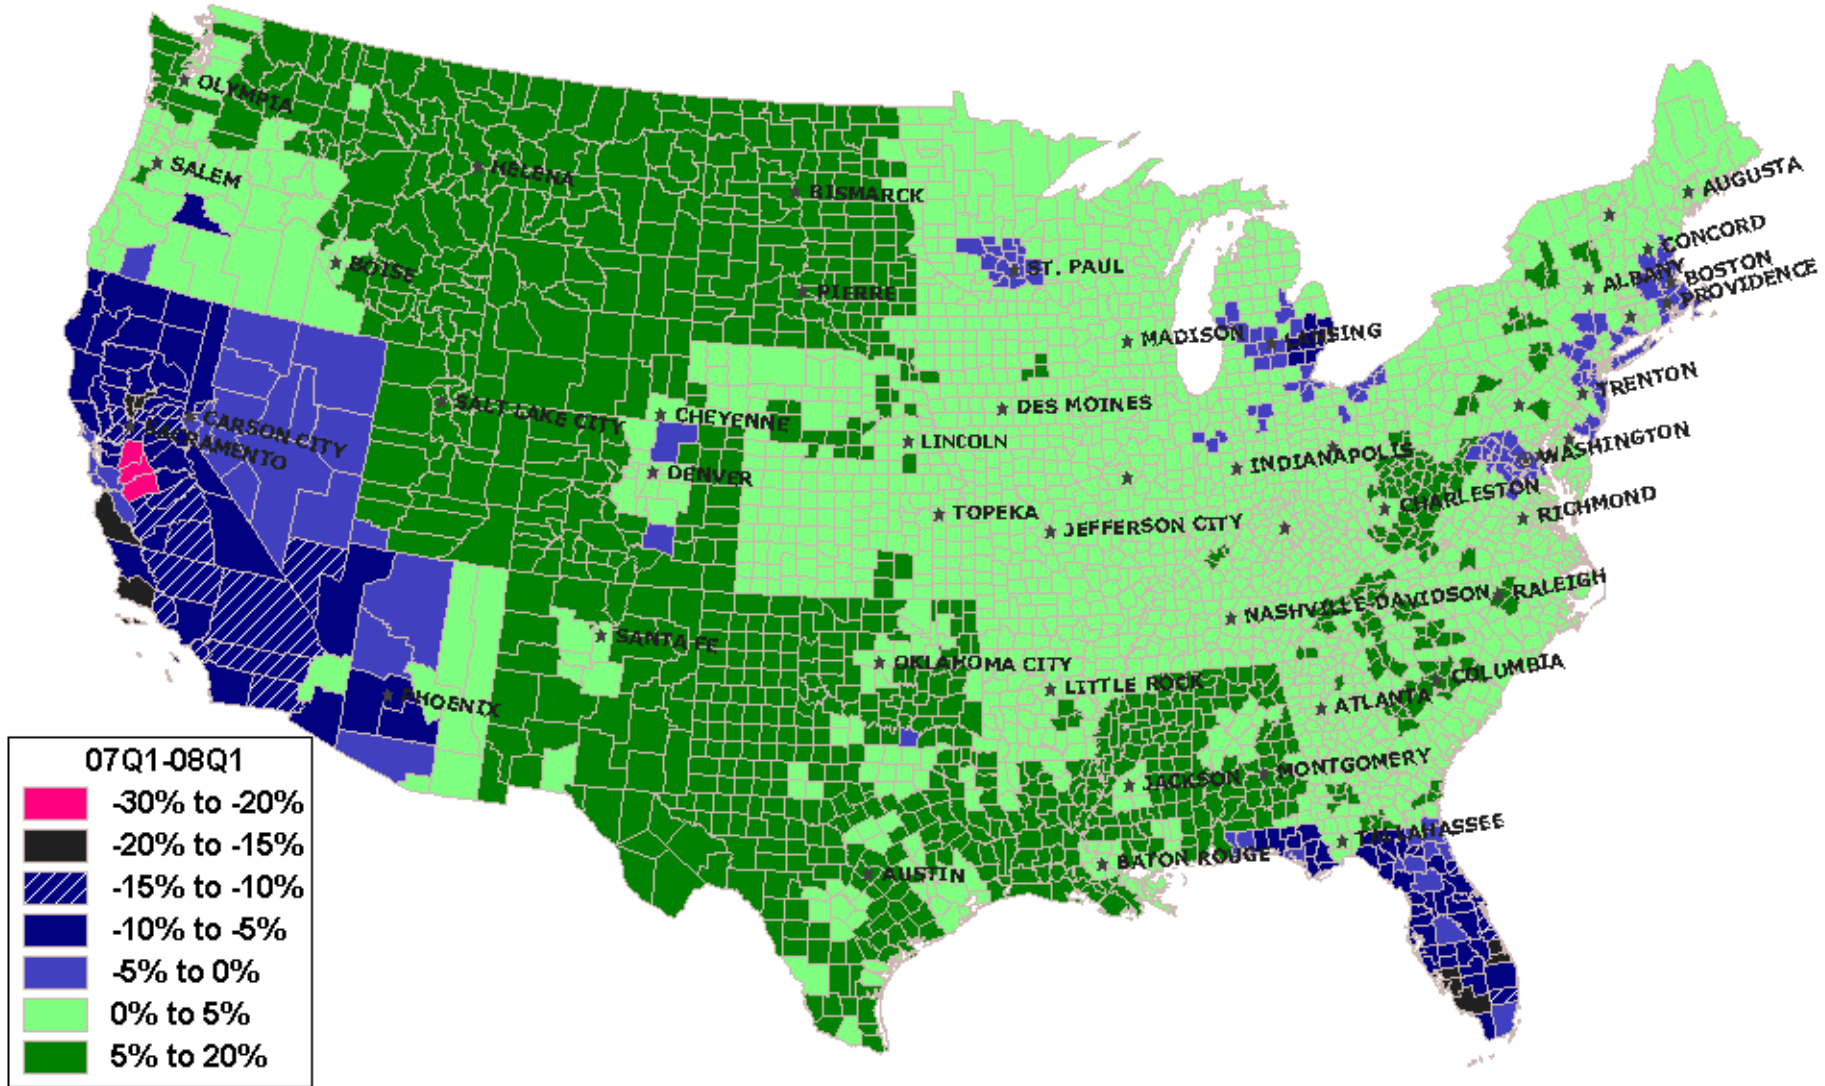 OLYMPIA
SALEM
HELENA
BISMARCK
AUGUSTA
CONCORD
BOISE
ST. PAUL
ALBANY
BOSTON
PROVIDENCE
PIERRE
MADISON
LANSING
TRENTON
SALT LAKE CITY
CHEYENNE
DES MOINES
CARSON CITY
SACRAMENTO
LINCOLN
INDIANAPOLIS
WASHINGTON
DENVER
CHARLESTON
RICHMOND
TOPEKA
JEFFERSON CITY
NASHVILLE-DAVIDSON
RALEIGH
SANTA FE
OKLAHOMA CITY
LITTLE ROCK
COLUMBIA
PHOENIX
ATLANTA
JACKSON
MONTGOMERY
TALLAHASSEE
BATON ROUGE
AUSTIN
07Q1-08Q1
-30% to -20%
-20% to -15%
-15% to -10%
-10% to -5%
-5% to 0%
0% to 5%
5% to 20%